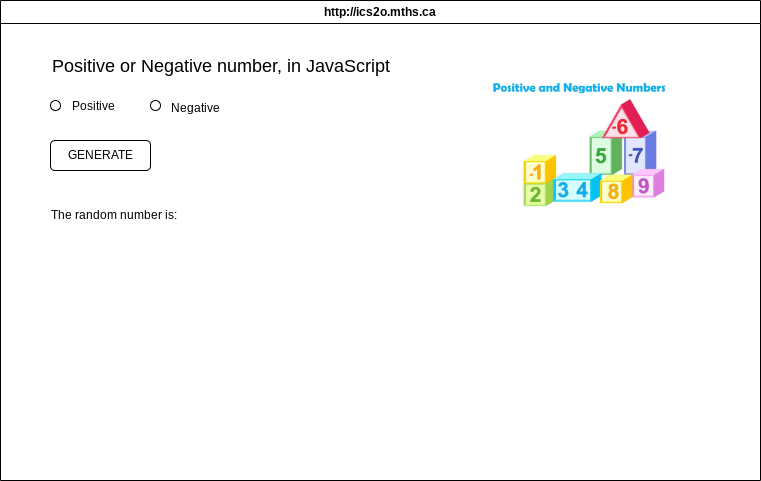 http://ics2o.mths.ca
Positive or Negative number, in JavaScript
Positive and Negative Numbers
Positive
Negative
GENERATE
The random number is:
-6
5
-7
-1
2
3 4
8
9